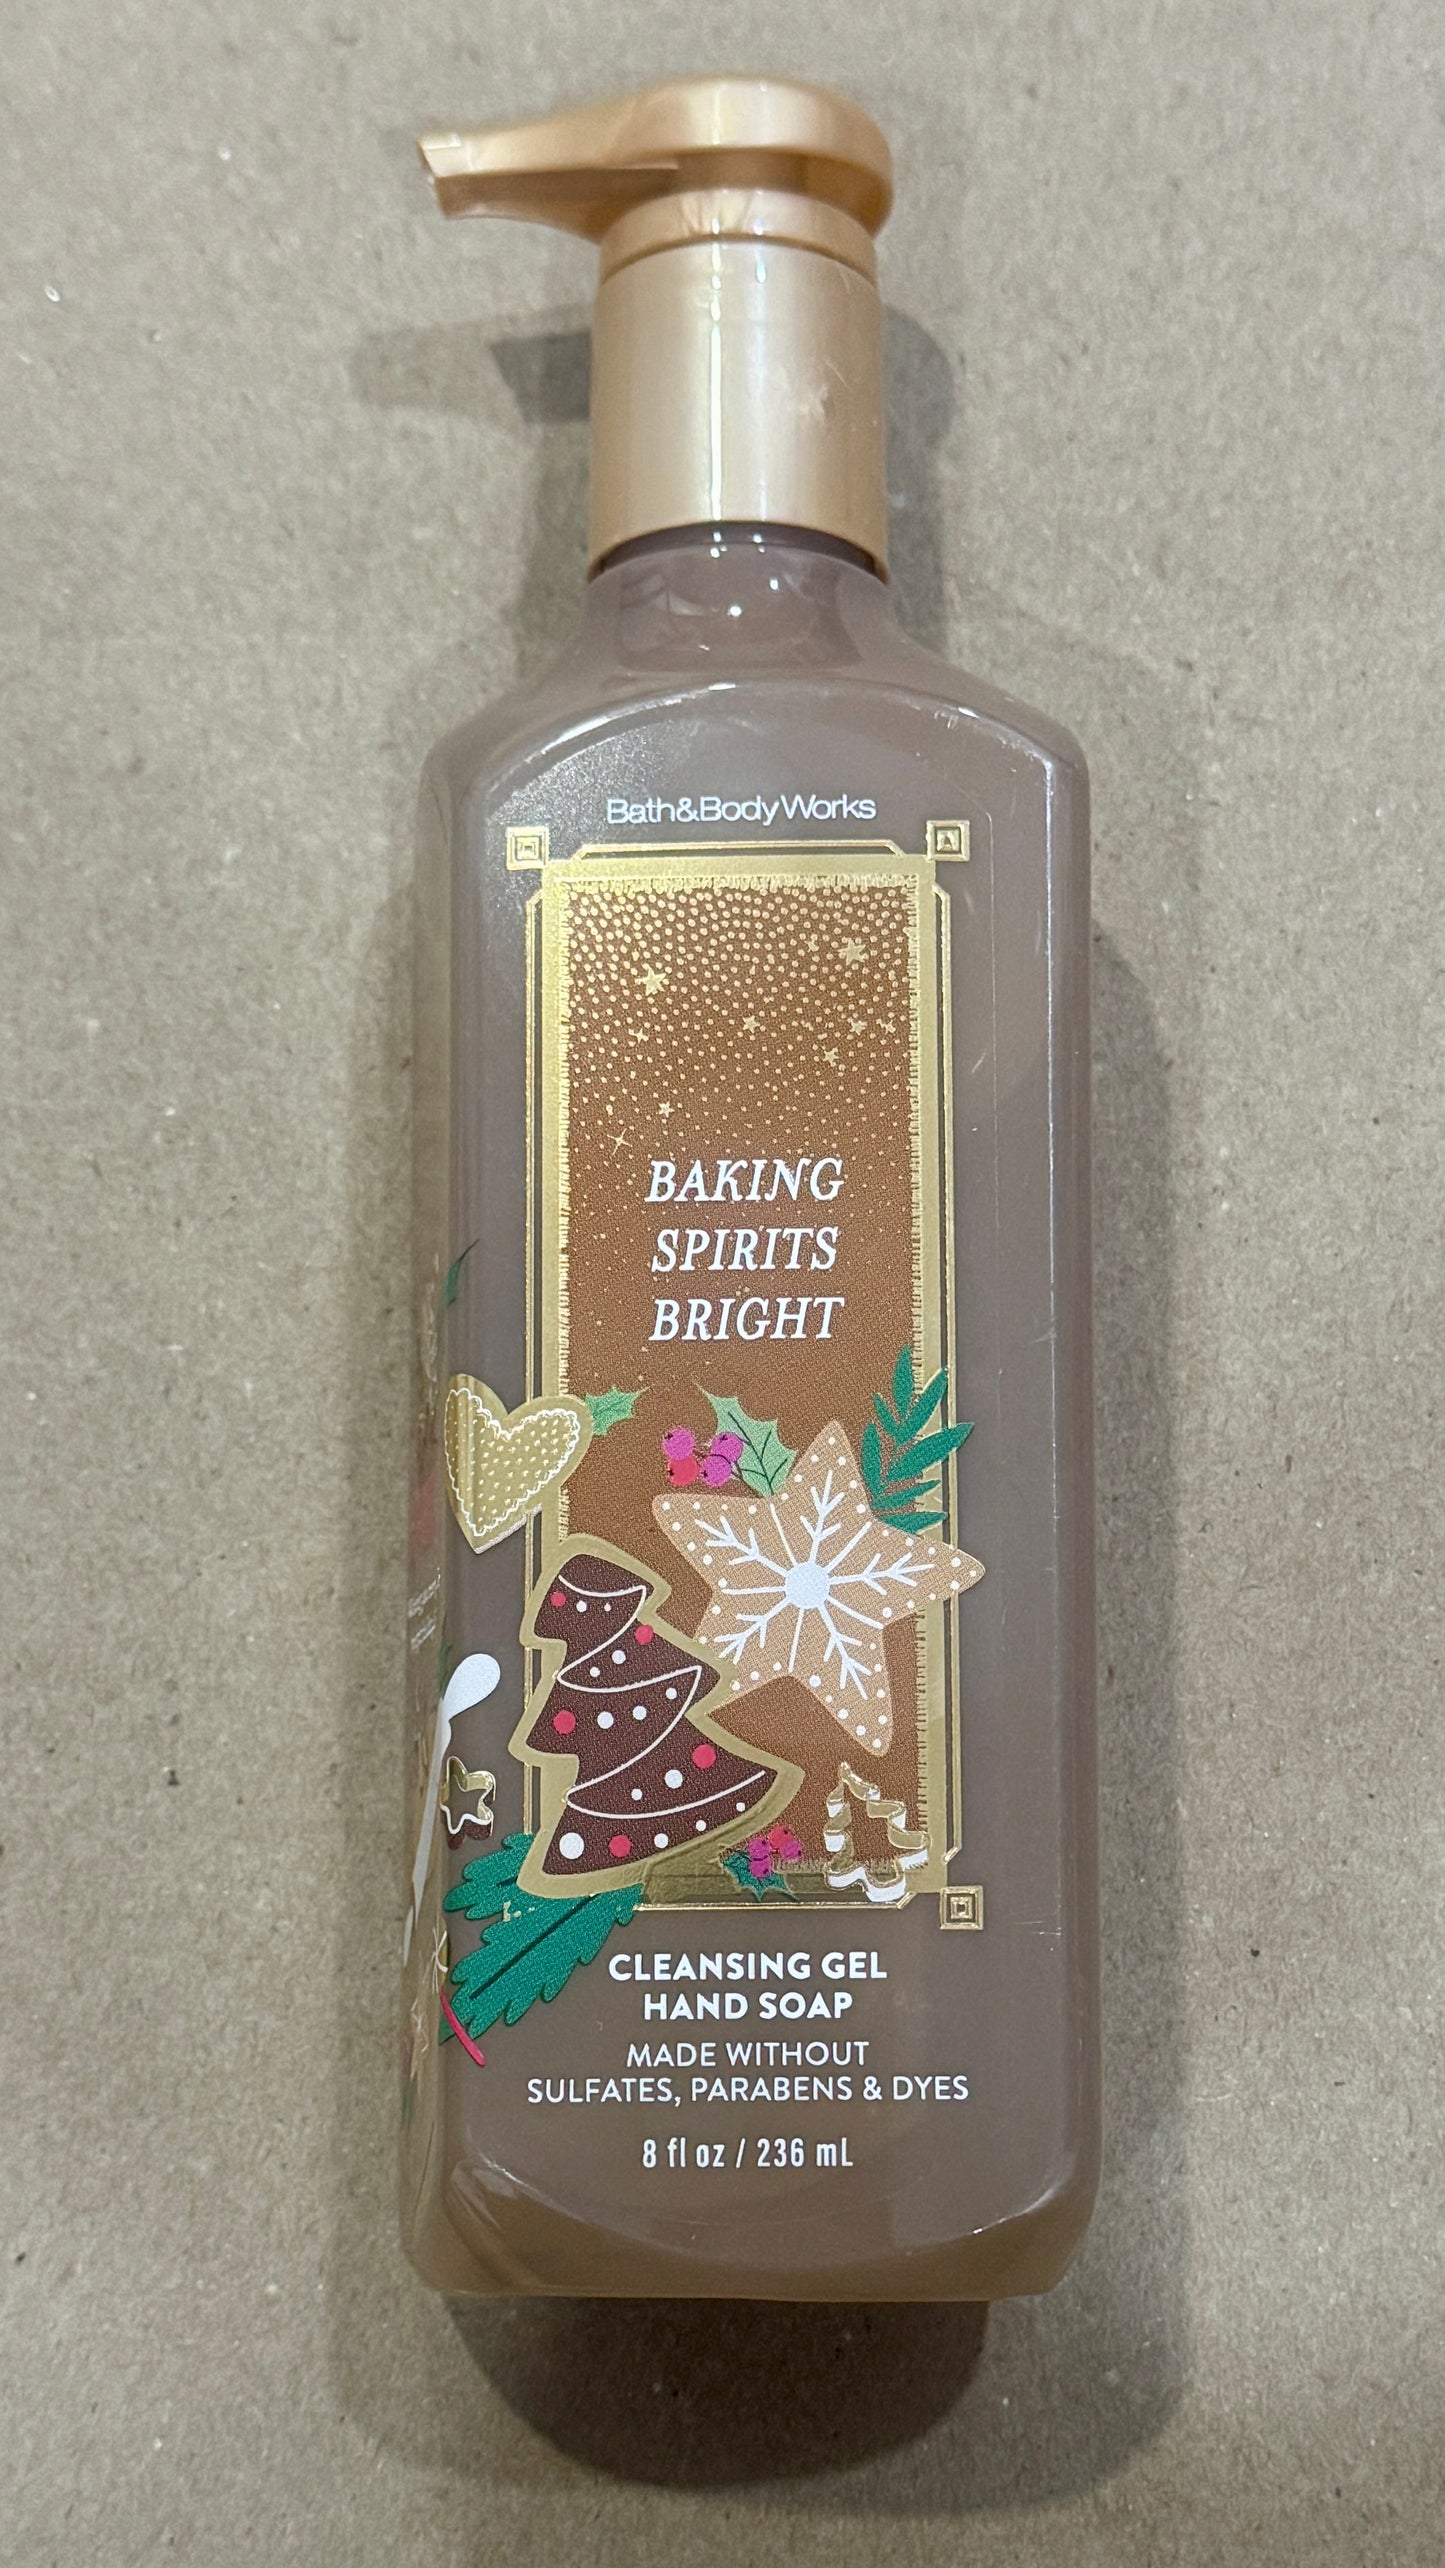 Bath&BodyWorks
BAKING
SPIRITS
BRIGHT
CLEANSING GEL
HAND SOAP
MADE WITHOUT
SULFATES, PARABENS & DYES
8 fl oz / 236 mL